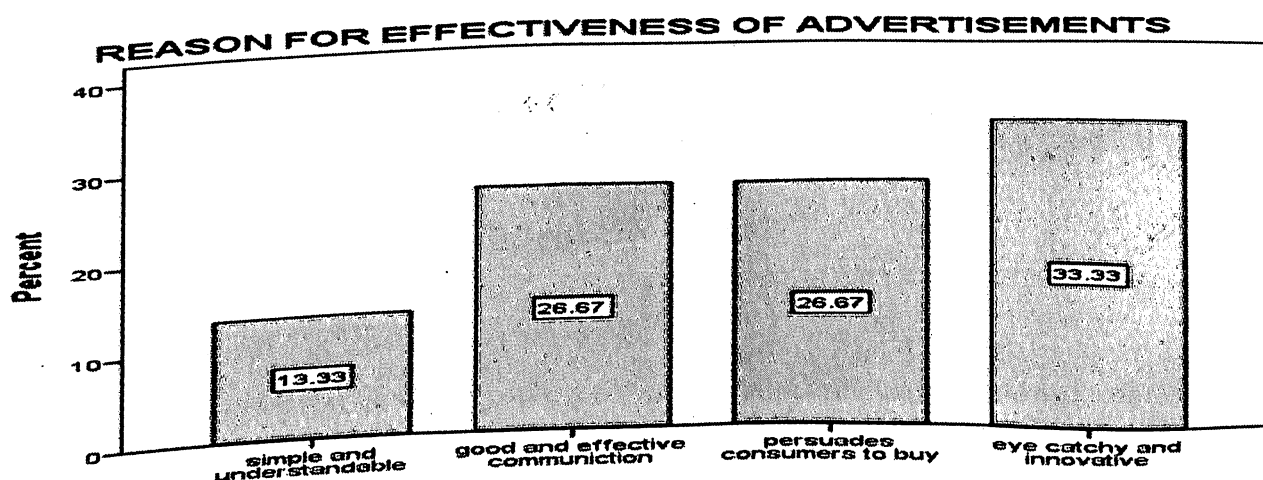 REASON FOR EFFECTIVENESS OF ADVERTISEMENTS
40
30
20
10
0
Percent
13.33
26.67
26.67
33.33
simple and
understandable
good and effective
communiction
persuades
consumers to buy
eye catchy and
innovative